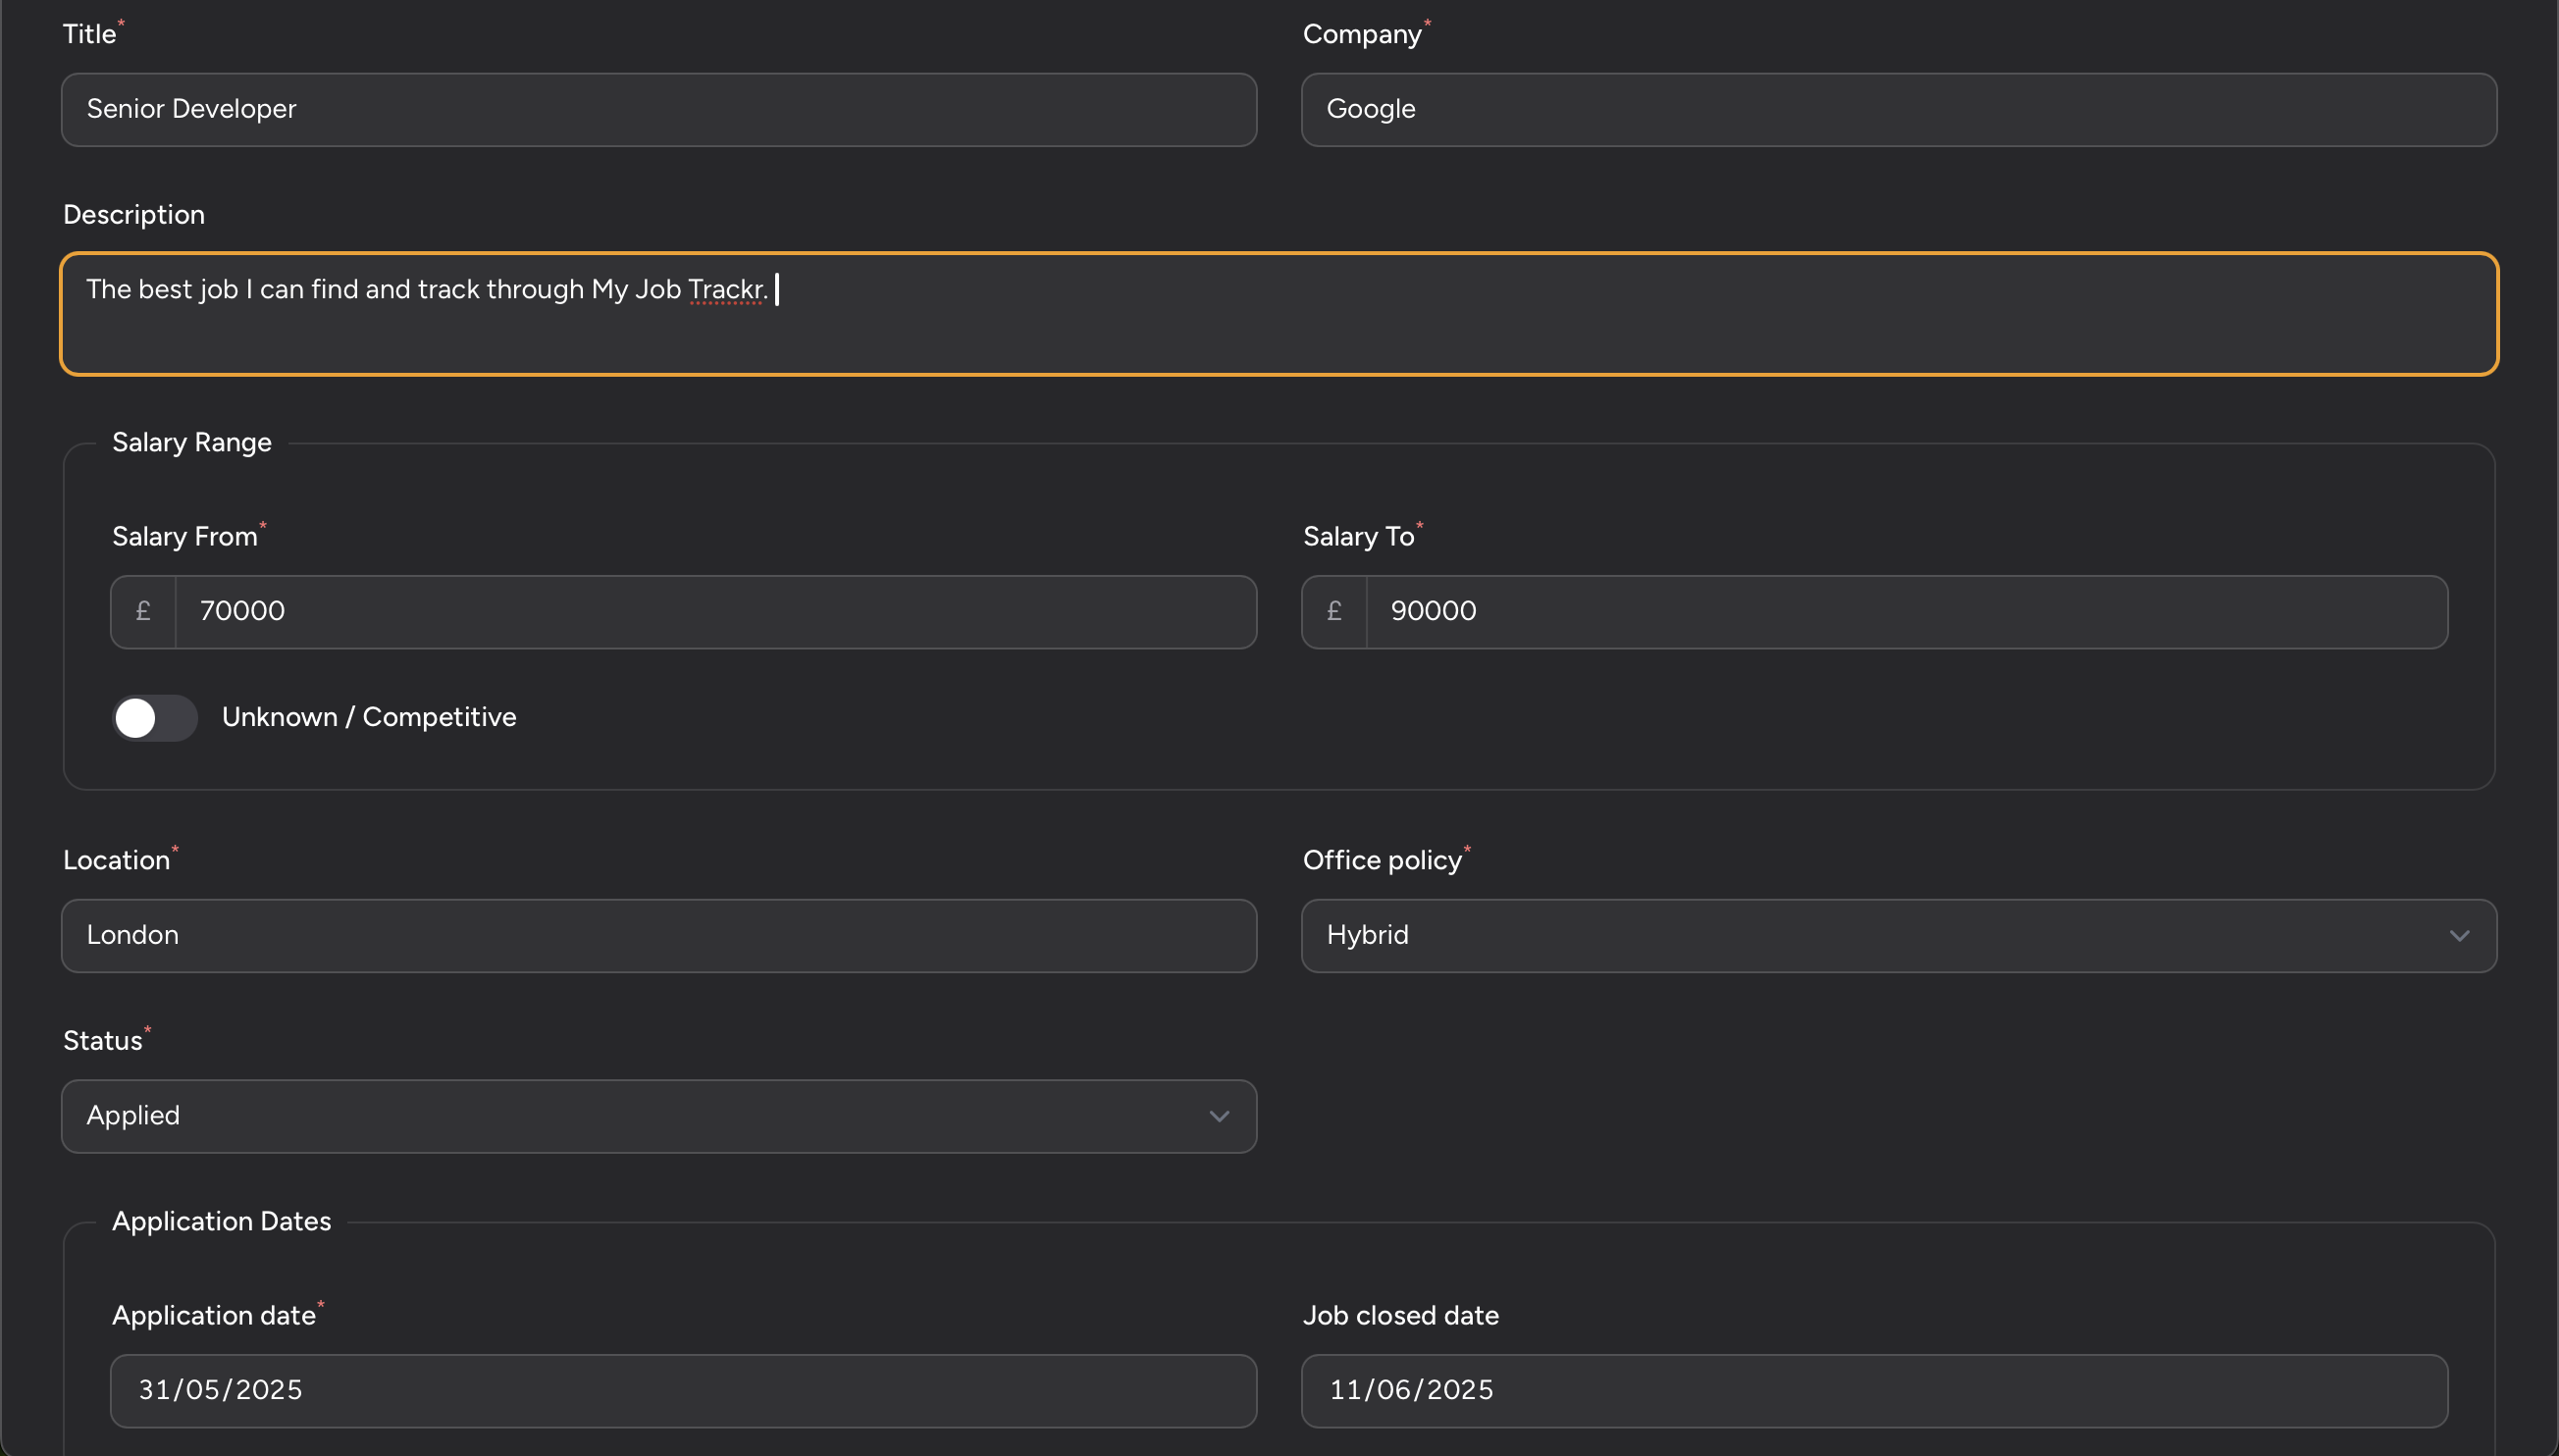 Title*
Company*
Senior Developer
Google
Description
The best job I can find and track through My Job Trackr.
Salary Range
Salary From*
Salary To*
£ 70000
£ 90000
Unknown / Competitive
Location*
Office policy*
London
Hybrid
Status*
Applied
Application Dates
Application date*
Job closed date
31/05/2025
11/06/2025